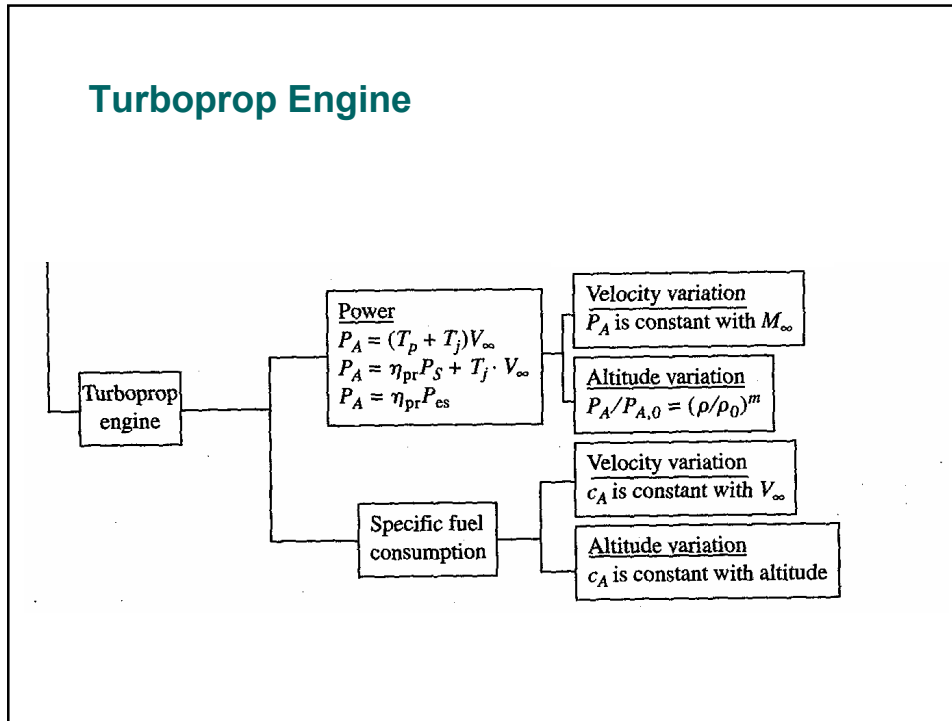 Turboprop Engine
Turboprop
engine
Power
P_A = (T_p + T_j)V_∞
P_A = η_pr P_S + T_j · V_∞
P_A = η_pr P_es
Velocity variation
P_A is constant with M_∞
Altitude variation
P_A/P_A,0 = (ρ/ρ_0)^m
Specific fuel
consumption
Velocity variation
c_A is constant with V_∞
Altitude variation
c_A is constant with altitude